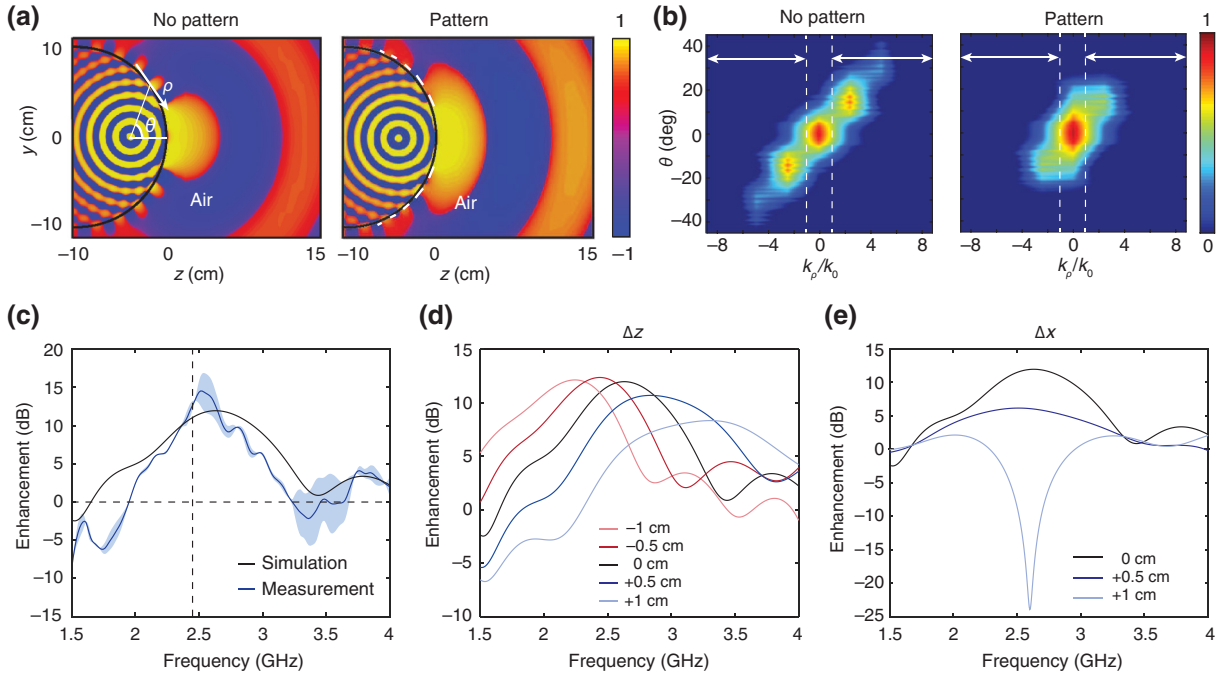 (a)
No pattern
Pattern
1
10
0
−10
y (cm)
ρ
θ
Air
Air
−10
0
15
−10
0
15
z (cm)
z (cm)
−1
(b)
No pattern
Pattern
1
40
20
0
−20
−40
θ (deg)
−8
−4
0
4
8
−8
−4
0
4
8
kρ/k0
kρ/k0
0
(c)
20
15
10
5
0
−5
−10
−15
Enhancement (dB)
Simulation
Measurement
1.5
2
2.5
3
3.5
4
Frequency (GHz)
(d)
Δz
15
10
5
0
−5
−10
Enhancement (dB)
−1 cm
−0.5 cm
0 cm
+0.5 cm
+1 cm
1.5
2
2.5
3
3.5
4
Frequency (GHz)
(e)
Δx
15
10
5
0
−5
−10
−15
−20
−25
Enhancement (dB)
0 cm
+0.5 cm
+1 cm
1.5
2
2.5
3
3.5
4
Frequency (GHz)